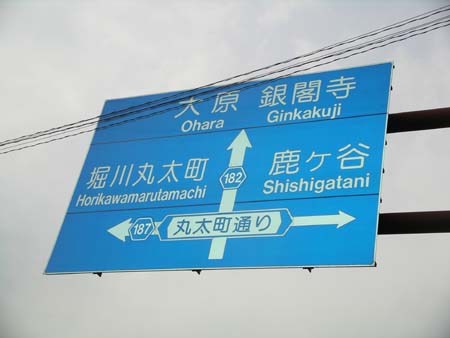 大原 銀閣寺
Ohara Ginkakuji
堀川丸太町 鹿ヶ谷
Horikawamarutamachi Shishigatani
182
187 丸太町通り